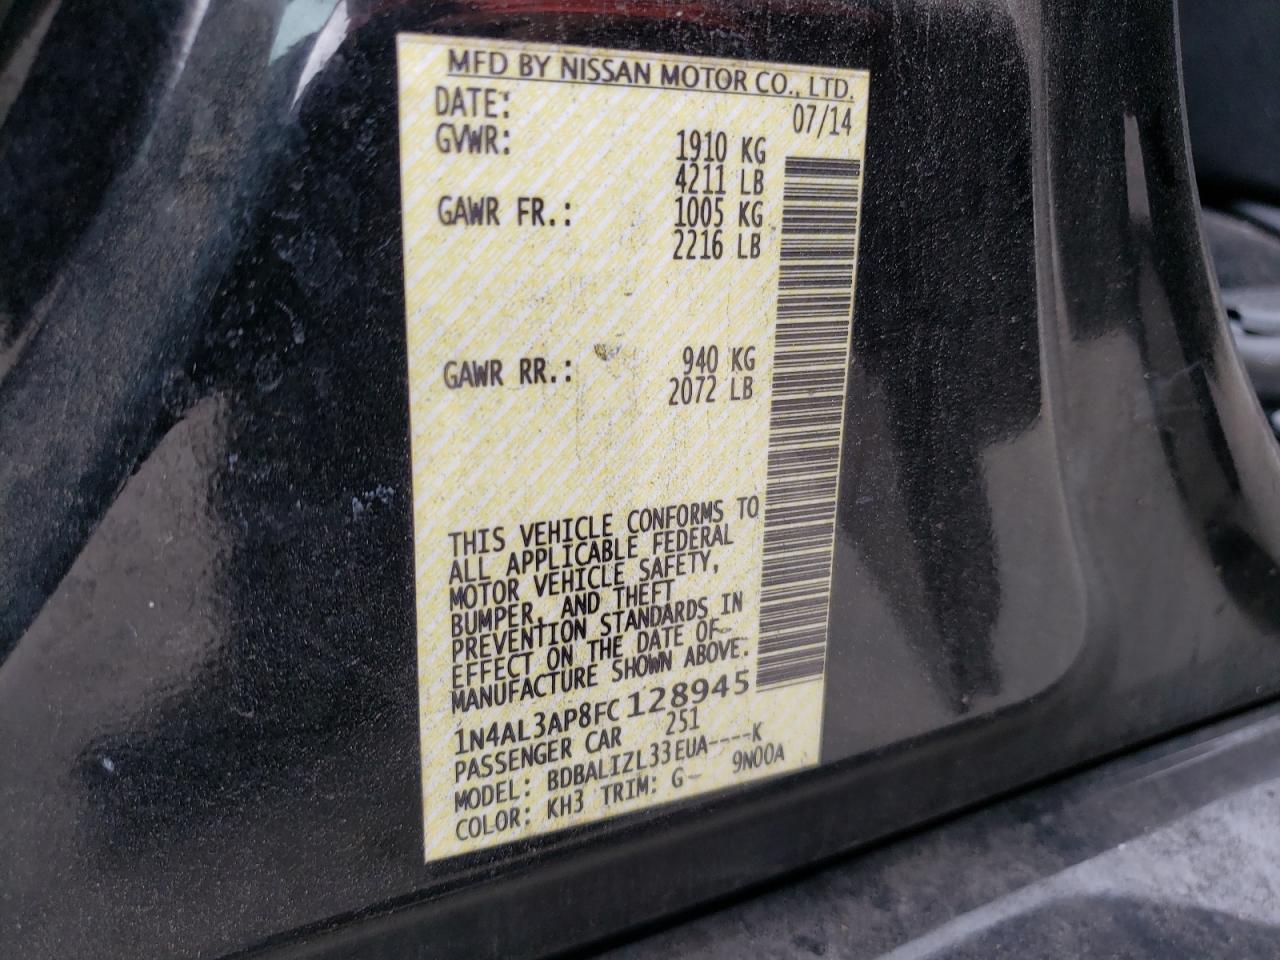 MFD BY NISSAN MOTOR CO., LTD.
DATE: 07/14
GVWR: 1910 KG
4211 LB
GAWR FR.: 1005 KG
2216 LB
GAWR RR.: 940 KG
2072 LB
THIS VEHICLE CONFORMS TO
ALL APPLICABLE FEDERAL
MOTOR VEHICLE SAFETY,
BUMPER, AND THEFT
PREVENTION STANDARDS IN
EFFECT ON THE DATE OF
MANUFACTURE SHOWN ABOVE.
1N4AL3AP8FC 128945
PASSENGER CAR 251
MODEL: BDBALIZL33EUA----K
COLOR: KH3 TRIM: G- 9N00A